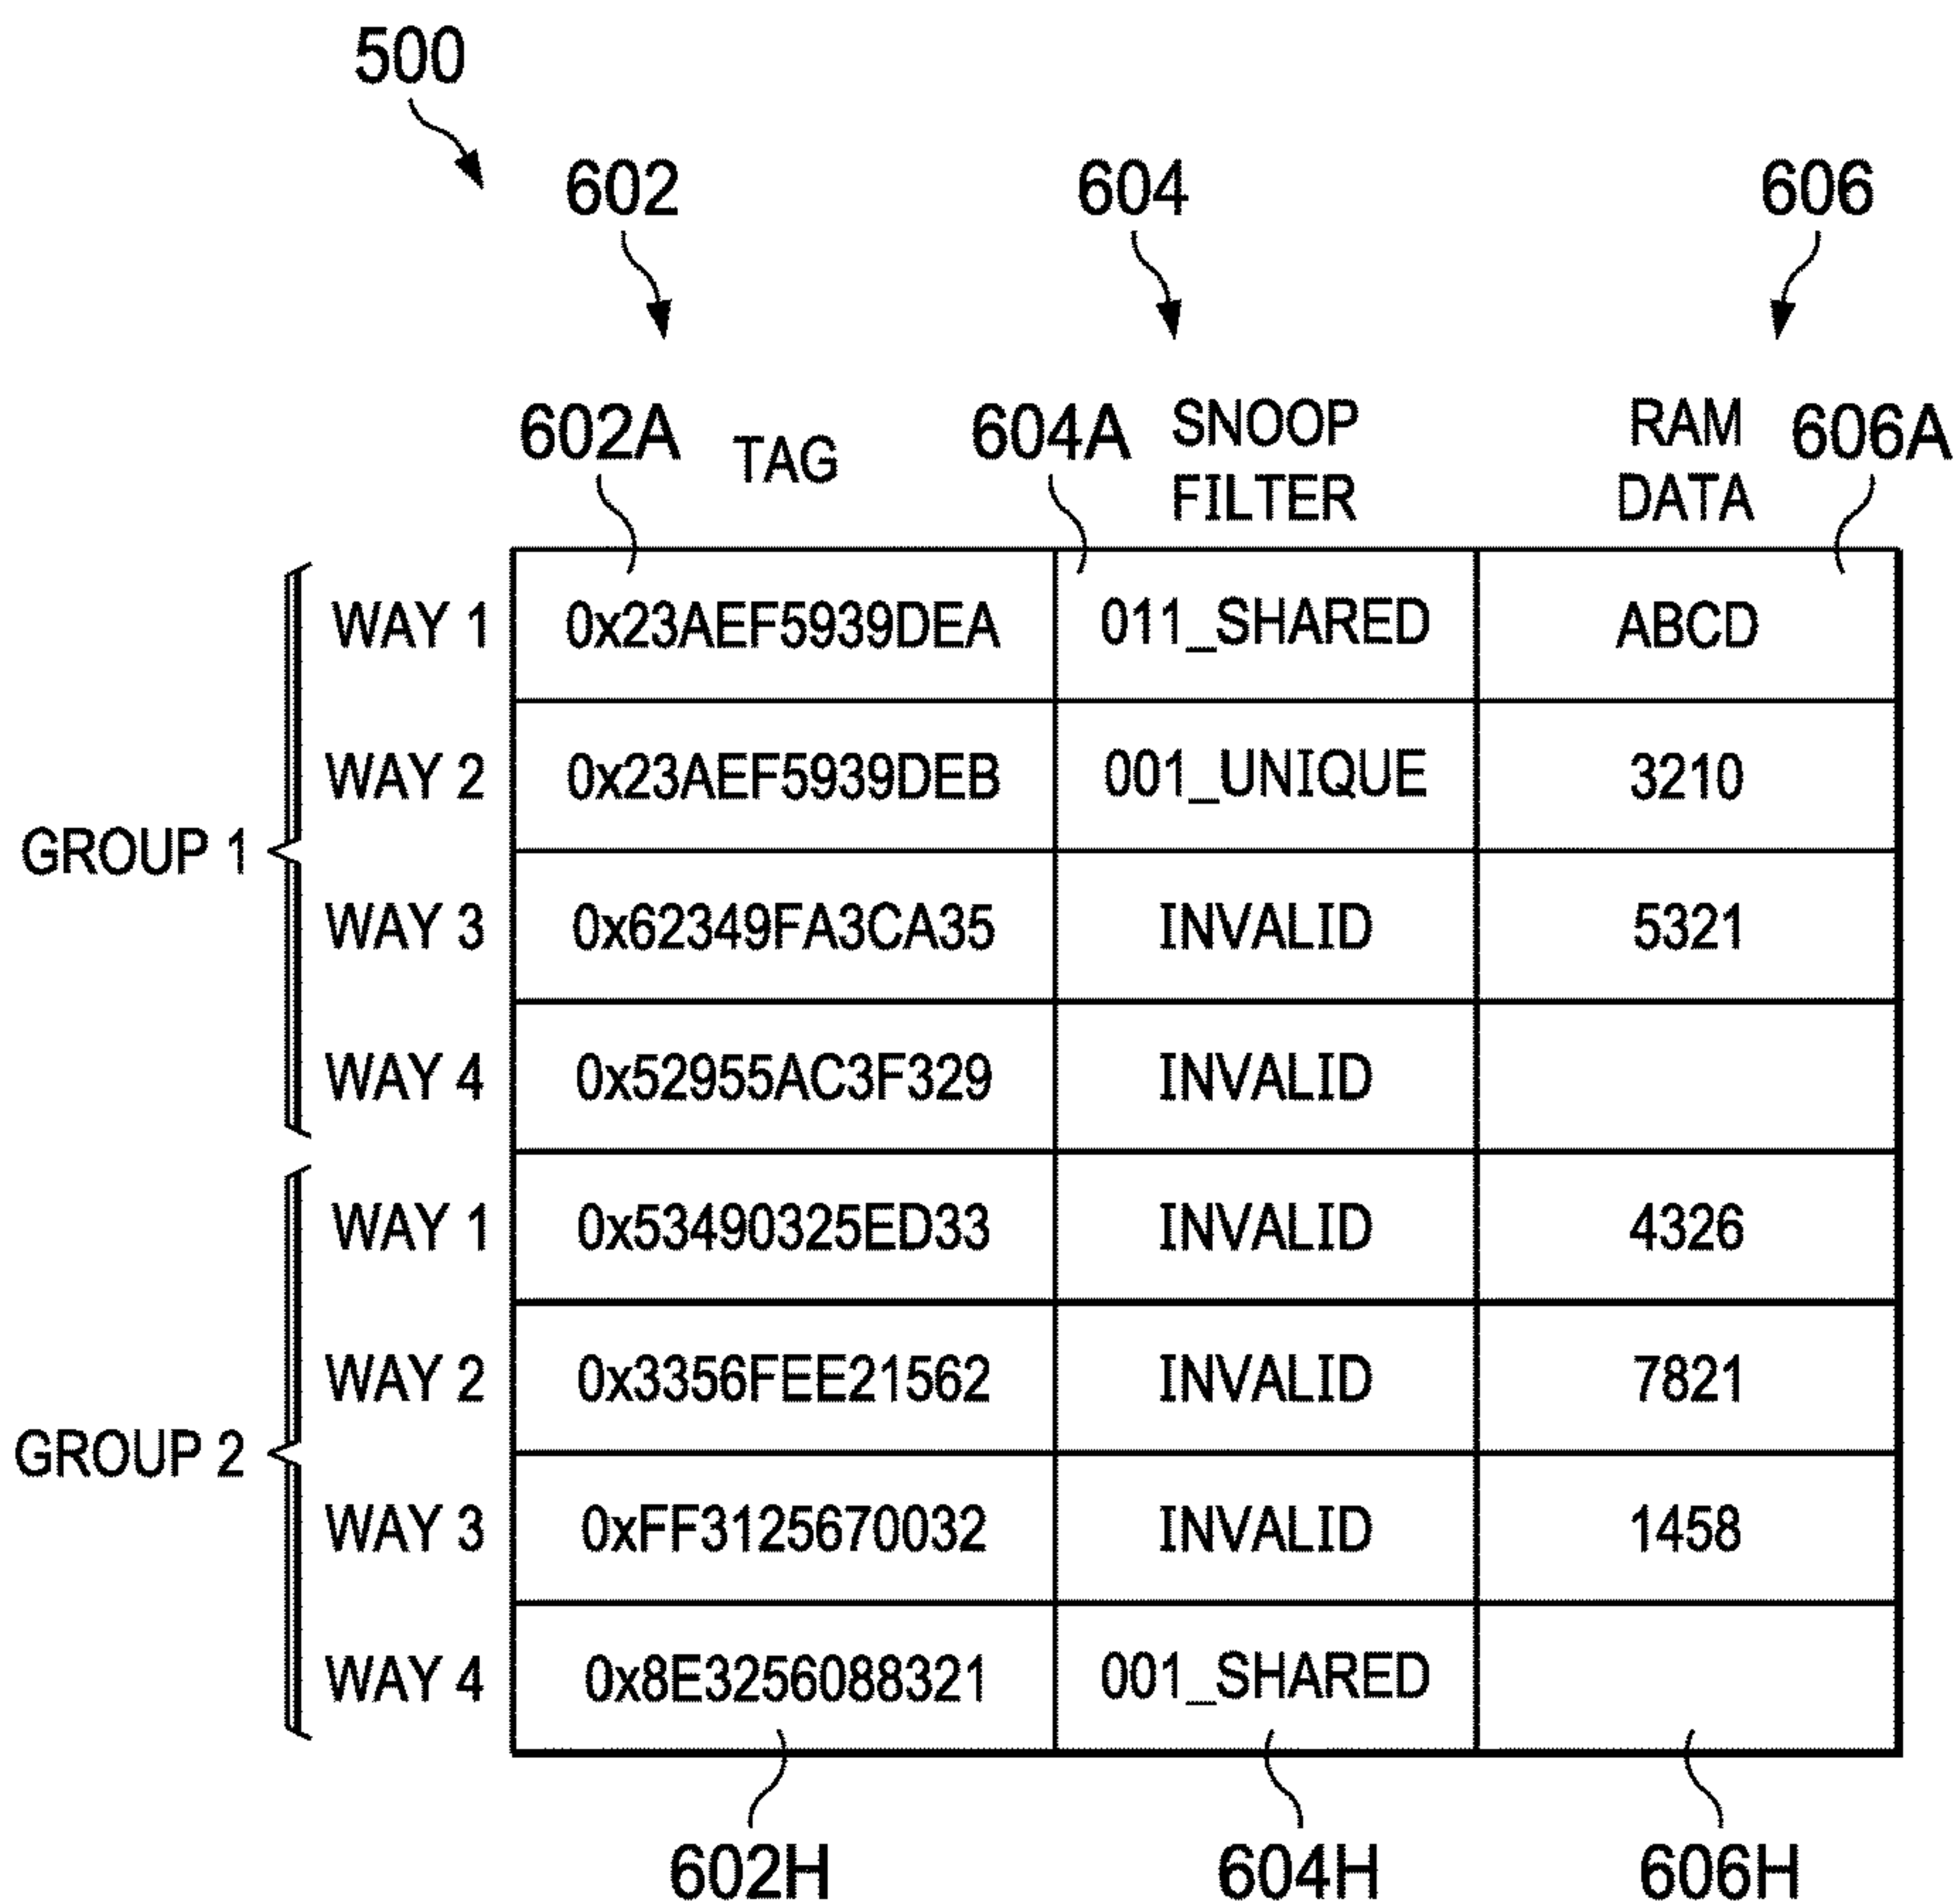 500
602 604 606
602A TAG 604A SNOOP FILTER RAM DATA 606A
WAY 1 0x23AEF5939DEA 011_SHARED ABCD
WAY 2 0x23AEF5939DEB 001_UNIQUE 3210
GROUP 1
WAY 3 0x62349FA3CA35 INVALID 5321
WAY 4 0x52955AC3F329 INVALID
WAY 1 0x53490325ED33 INVALID 4326
WAY 2 0x3356FEE21562 INVALID 7821
GROUP 2
WAY 3 0xFF3125670032 INVALID 1458
WAY 4 0x8E3256088321 001_SHARED
602H 604H 606H